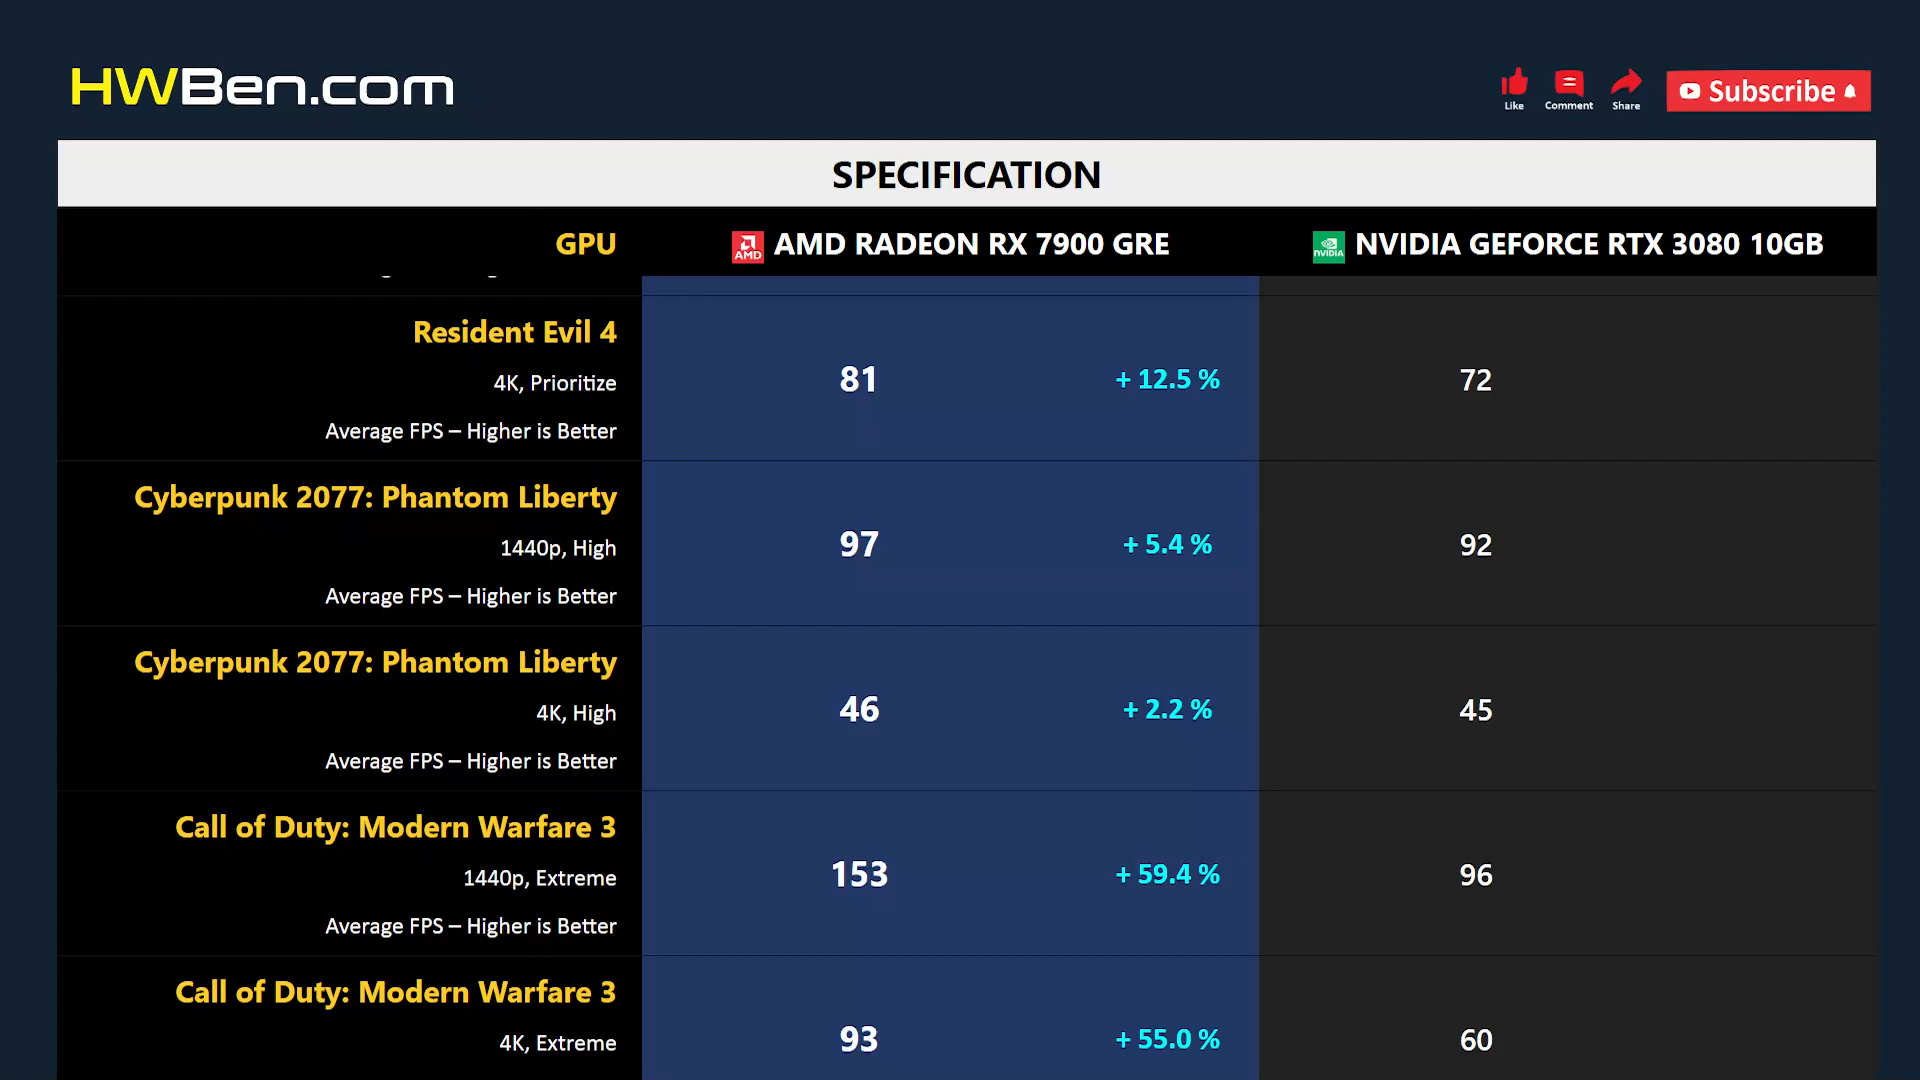 HWBen.com
Like
Comment
Share
Subscribe
SPECIFICATION
GPU
AMD
AMD RADEON RX 7900 GRE
NVIDIA
NVIDIA GEFORCE RTX 3080 10GB
Resident Evil 4
4K, Prioritize
Average FPS – Higher is Better
81
+ 12.5 %
72
Cyberpunk 2077: Phantom Liberty
1440p, High
Average FPS – Higher is Better
97
+ 5.4 %
92
Cyberpunk 2077: Phantom Liberty
4K, High
Average FPS – Higher is Better
46
+ 2.2 %
45
Call of Duty: Modern Warfare 3
1440p, Extreme
Average FPS – Higher is Better
153
+ 59.4 %
96
Call of Duty: Modern Warfare 3
4K, Extreme
93
+ 55.0 %
60